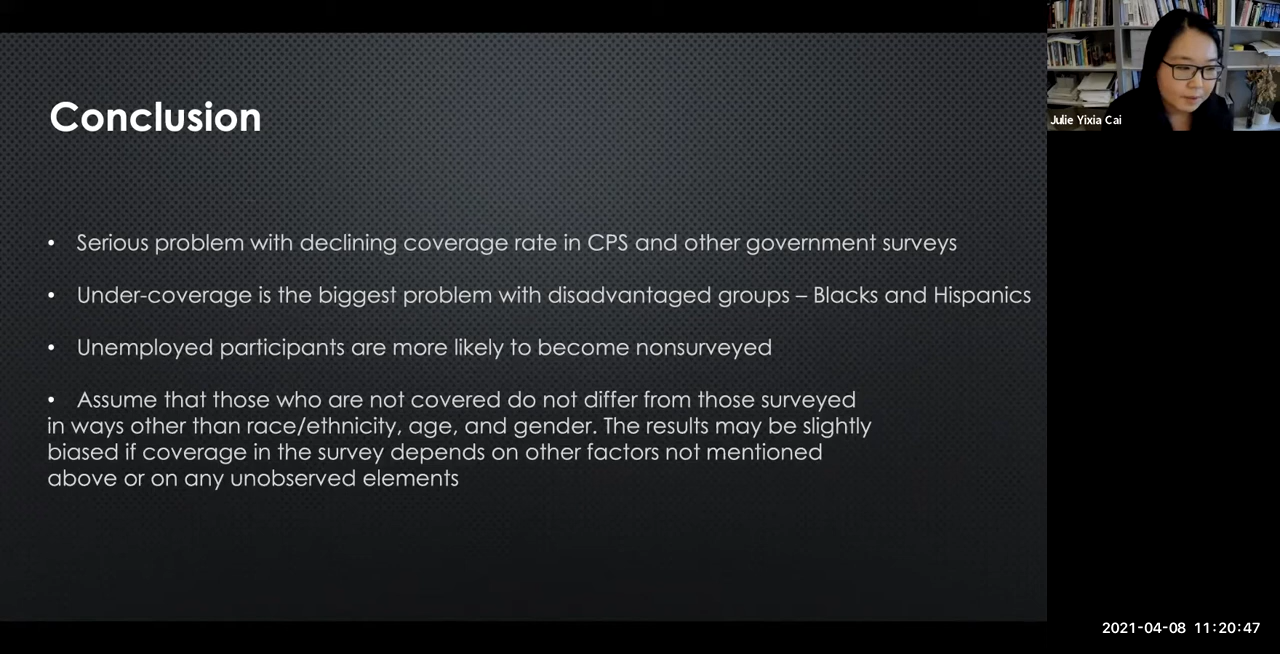 Conclusion
• Serious problem with declining coverage rate in CPS and other government surveys
• Under-coverage is the biggest problem with disadvantaged groups – Blacks and Hispanics
• Unemployed participants are more likely to become nonsurveyed
• Assume that those who are not covered do not differ from those surveyed
in ways other than race/ethnicity, age, and gender. The results may be slightly
biased if coverage in the survey depends on other factors not mentioned
above or on any unobserved elements
Julie Yixia Cai
2021-04-08 11:20:47